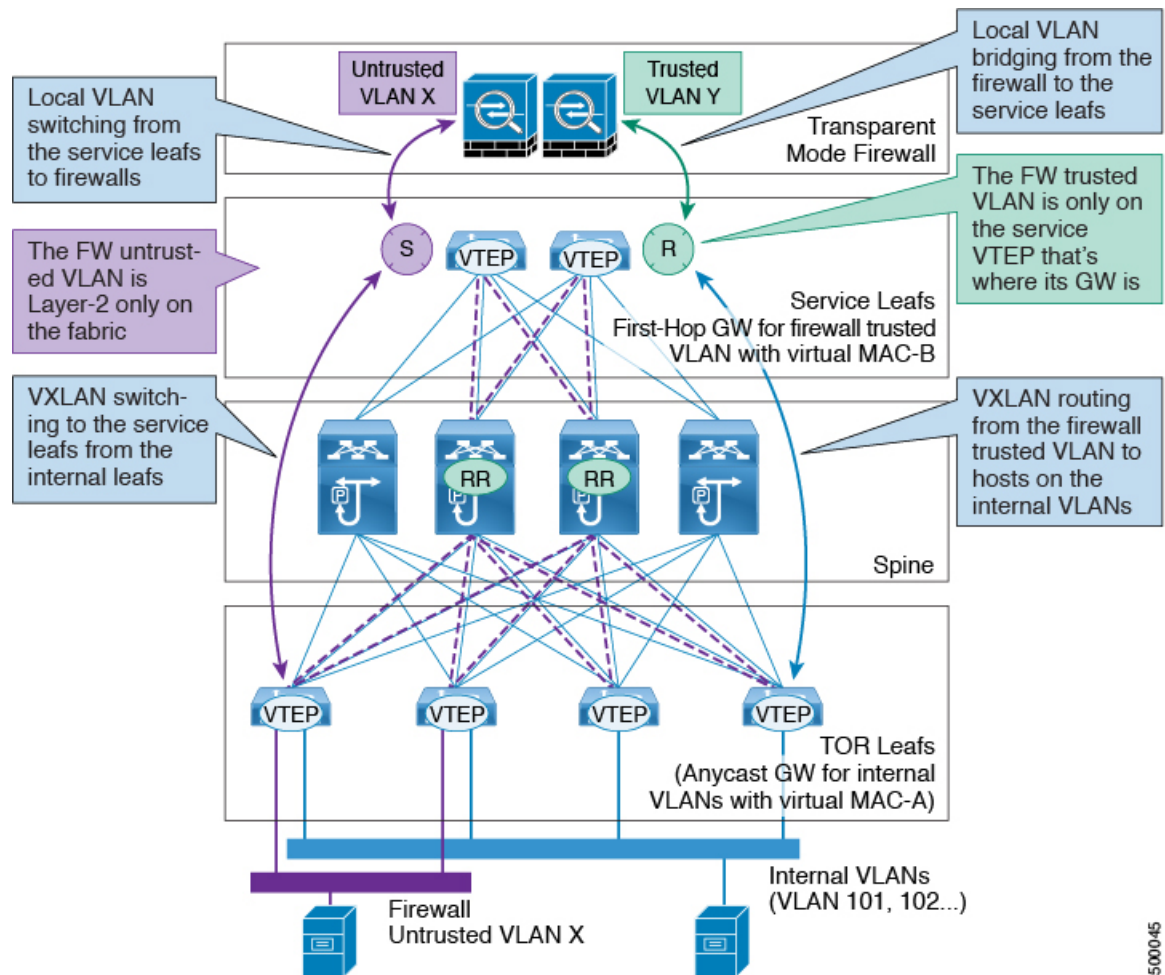 Local VLAN
switching from
the service leafs
to firewalls
Untrusted
VLAN X
Trusted
VLAN Y
Local VLAN
bridging from the
firewall to the
service leafs
Transparent
Mode Firewall
The FW untrust-
ed VLAN is
Layer-2 only on
the fabric
S
VTEP
VTEP
R
The FW trusted
VLAN is only on
the service
VTEP that's
where its GW is
Service Leafs
First-Hop GW for firewall trusted
VLAN with virtual MAC-B
VXLAN switch-
ing to the service
leafs from the
internal leafs
P
RR
P
RR
P
P
VXLAN routing
from the firewall
trusted VLAN to
hosts on the
internal VLANs
Spine
VTEP
VTEP
VTEP
VTEP
TOR Leafs
(Anycast GW for internal
VLANs with virtual MAC-A)
Internal VLANs
(VLAN 101, 102...)
Firewall
Untrusted VLAN X
500045